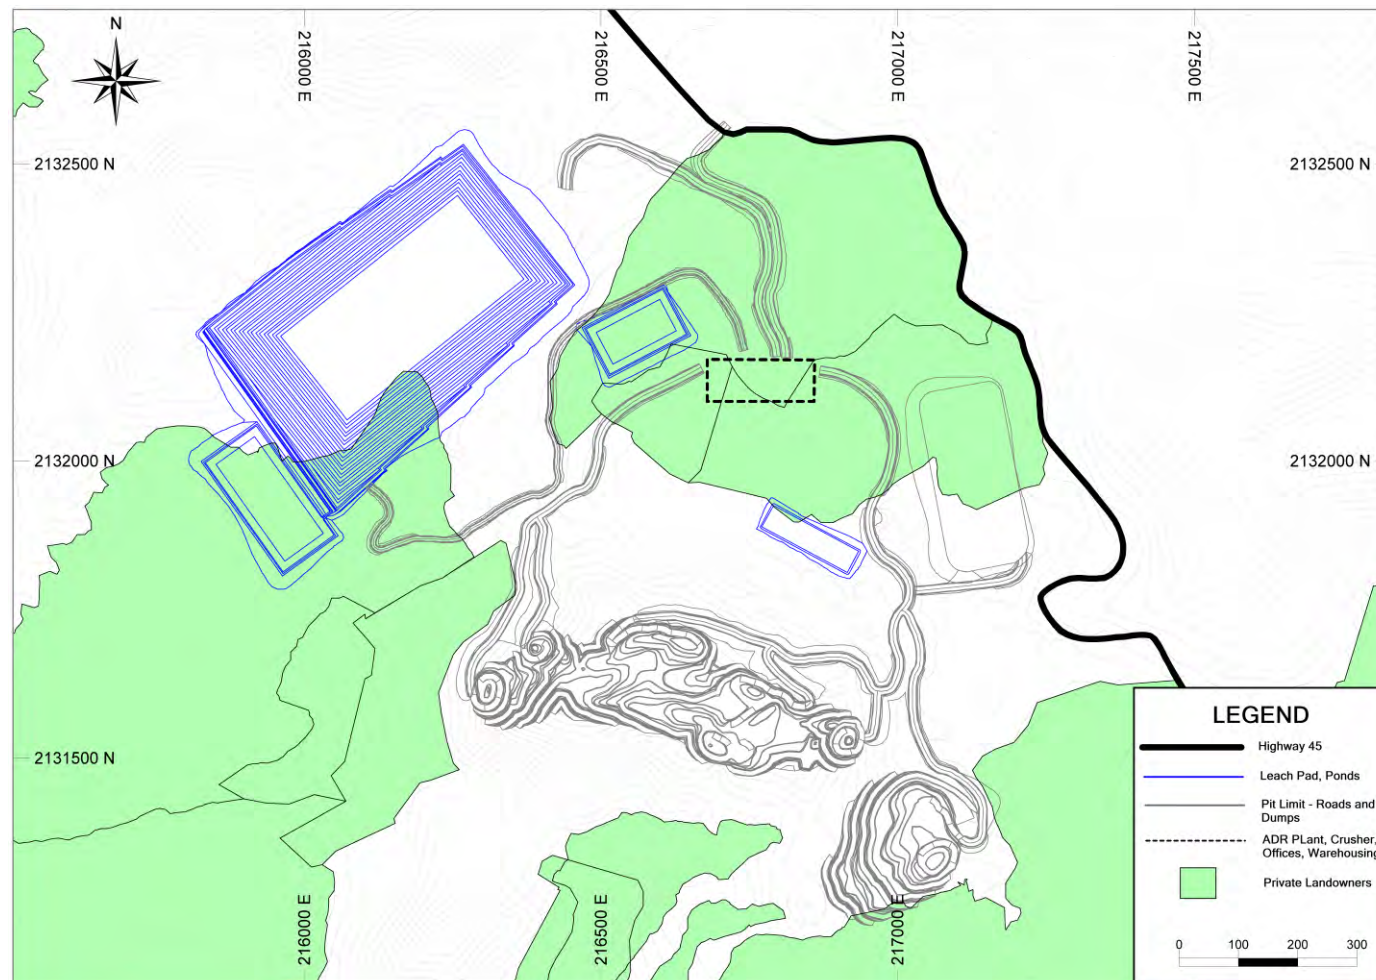 N
216000 E
216500 E
217000 E
217500 E
2132500 N
2132500 N
2132000 N
2132000 N
2131500 N
216000 E
216500 E
217000 E
LEGEND
Highway 45
Leach Pad, Ponds
Pit Limit - Roads and
Dumps
ADR PLant, Crusher,
Offices, Warehousing
Private Landowners
0 100 200 300